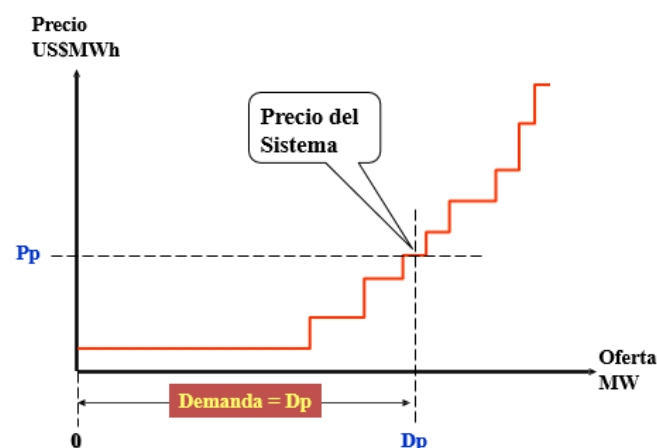 Precio
US$MWh
Precio del
Sistema
Pp
Oferta
MW
Demanda = Dp
0
Dp